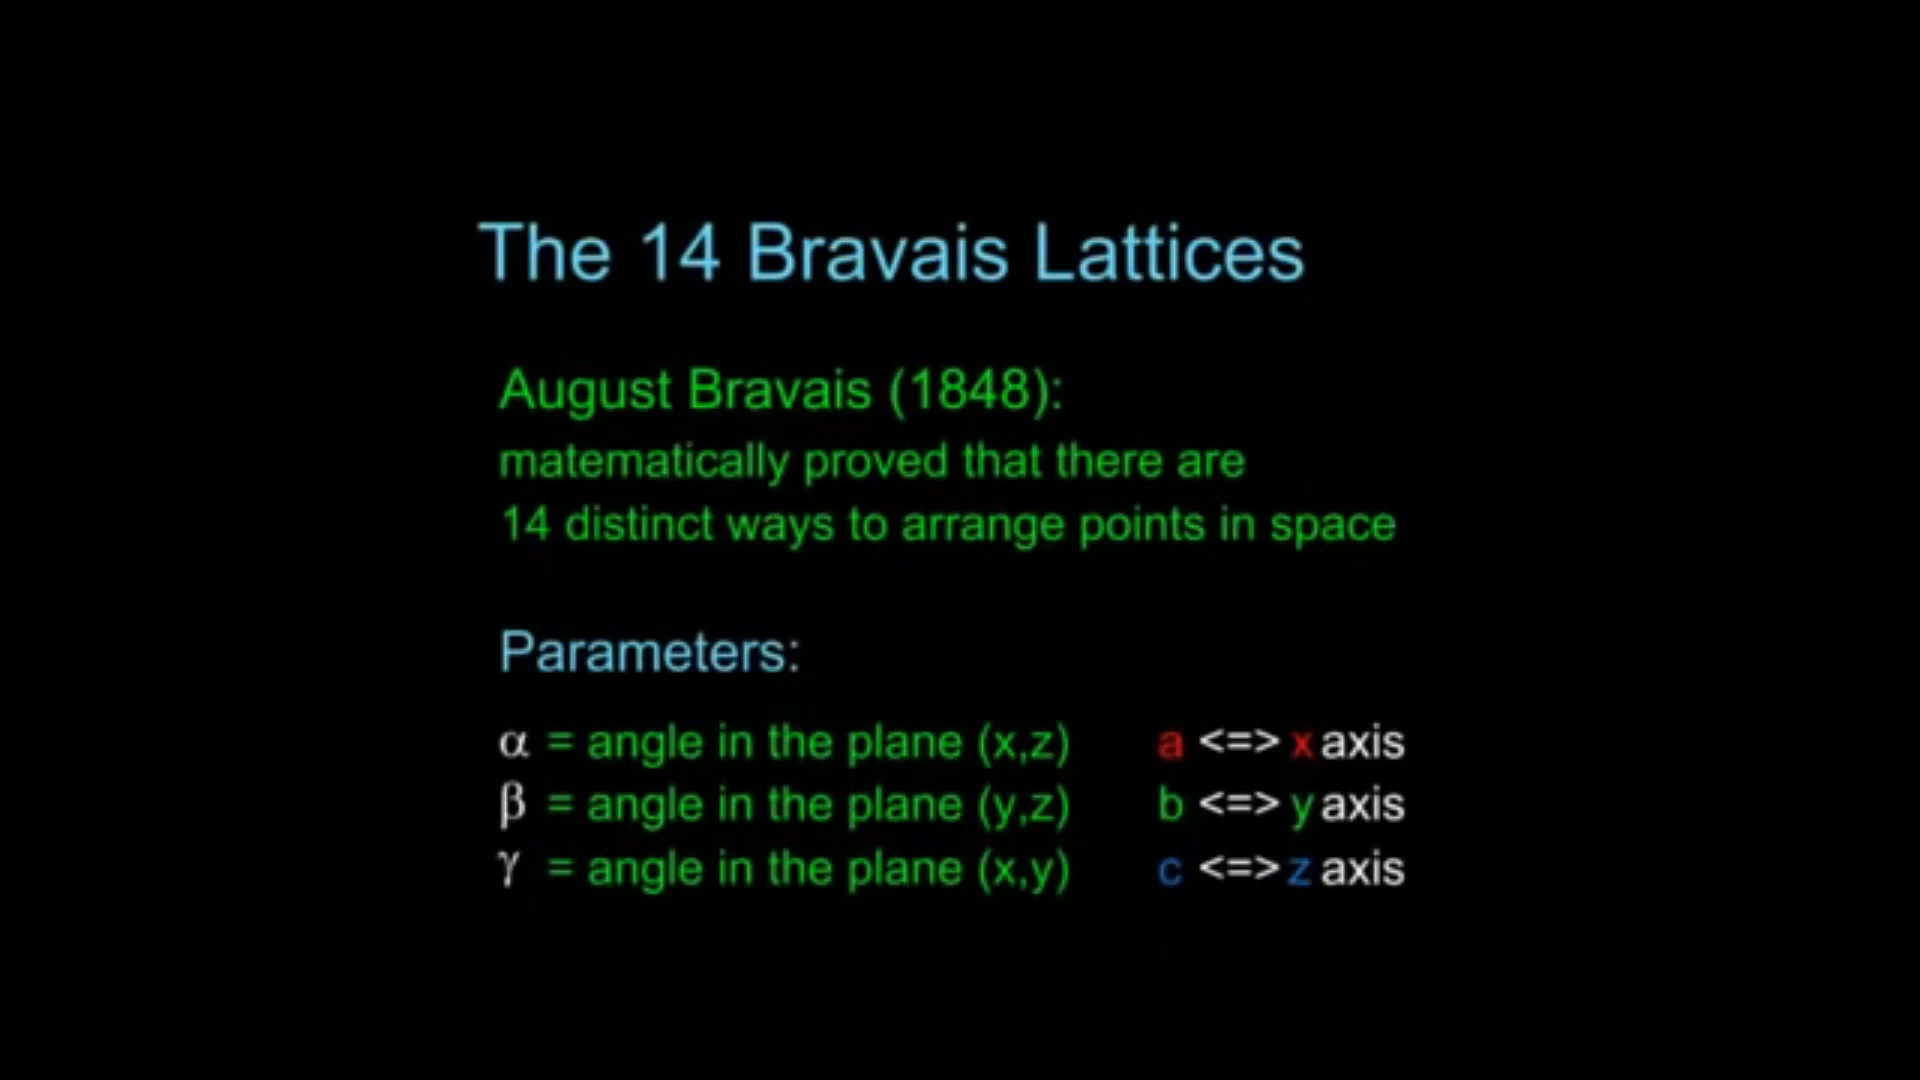 The 14 Bravais Lattices
August Bravais (1848):
matematically proved that there are
14 distinct ways to arrange points in space
Parameters:
α = angle in the plane (x,z) a <=> x axis
β = angle in the plane (y,z) b <=> y axis
γ = angle in the plane (x,y) c <=> z axis